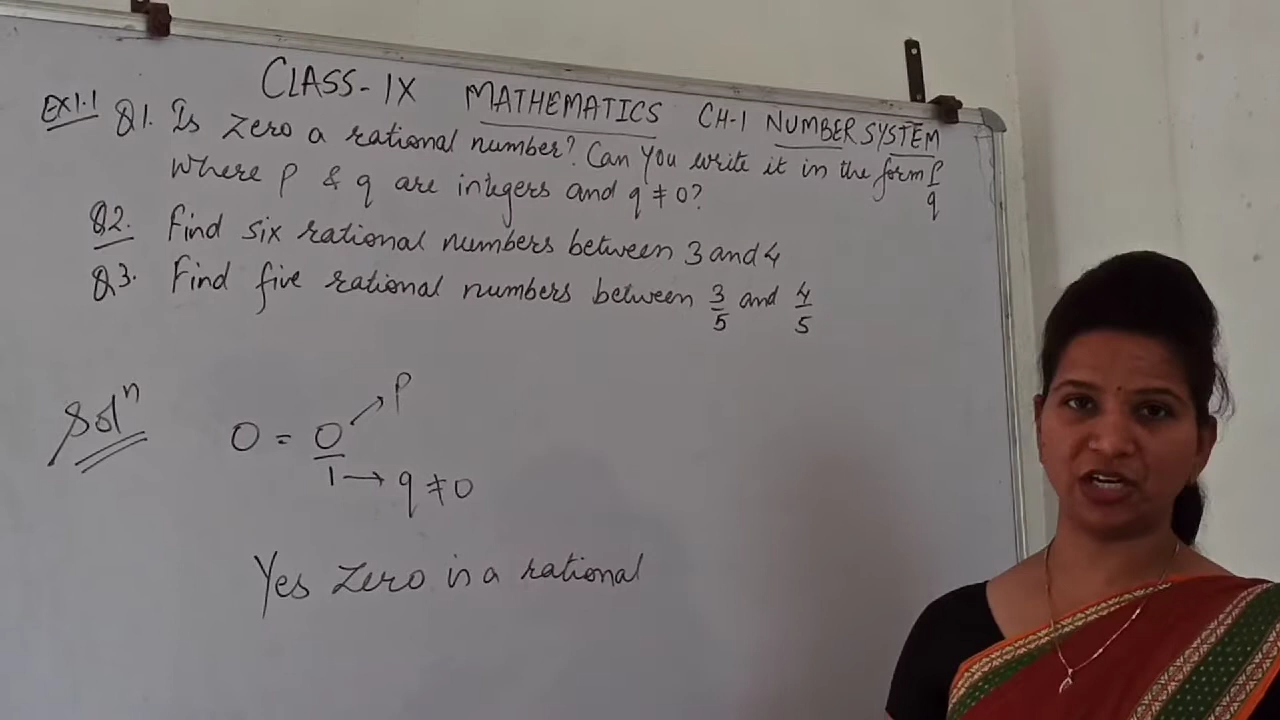 CLASS-IX MATHEMATICS CH-1 NUMBER SYSTEM
EX1.1 Q1. Is zero a rational number? Can you write it in the form p/q
Where p & q are integers and q ≠ 0?
Q2. Find six rational numbers between 3 and 4
Q3. Find five rational numbers between 3/5 and 4/5
Solⁿ 0 = 0/1
→ p
→ q ≠ 0
Yes zero is a rational